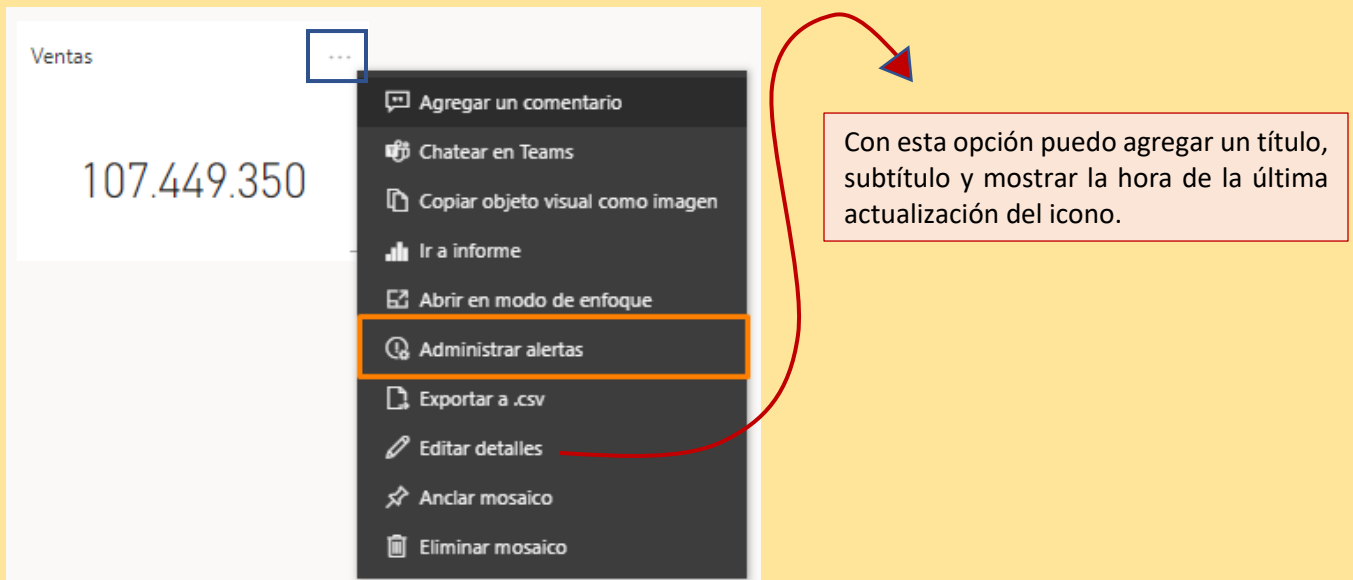 Ventas
...
107.449.350
Agregar un comentario
Chatear en Teams
Copiar objeto visual como imagen
Ir a informe
Abrir en modo de enfoque
Administrar alertas
Exportar a .csv
Editar detalles
Anclar mosaico
Eliminar mosaico
Con esta opción puedo agregar un título,
subtítulo y mostrar la hora de la última
actualización del icono.